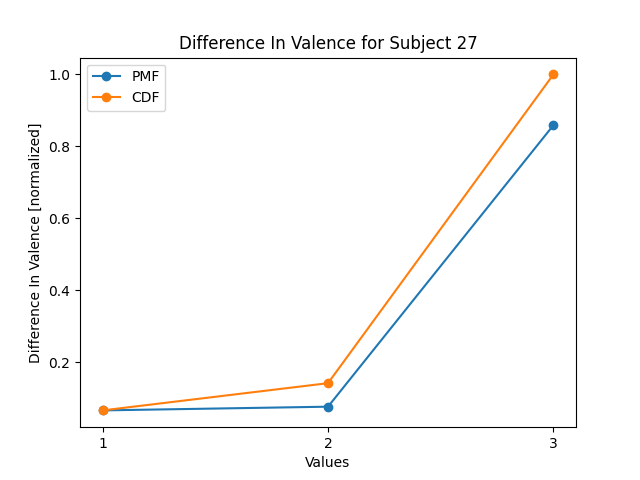 Difference In Valence for Subject 27
PMF
CDF
Difference In Valence [normalized]
1.0
0.8
0.6
0.4
0.2
1 2 3
Values